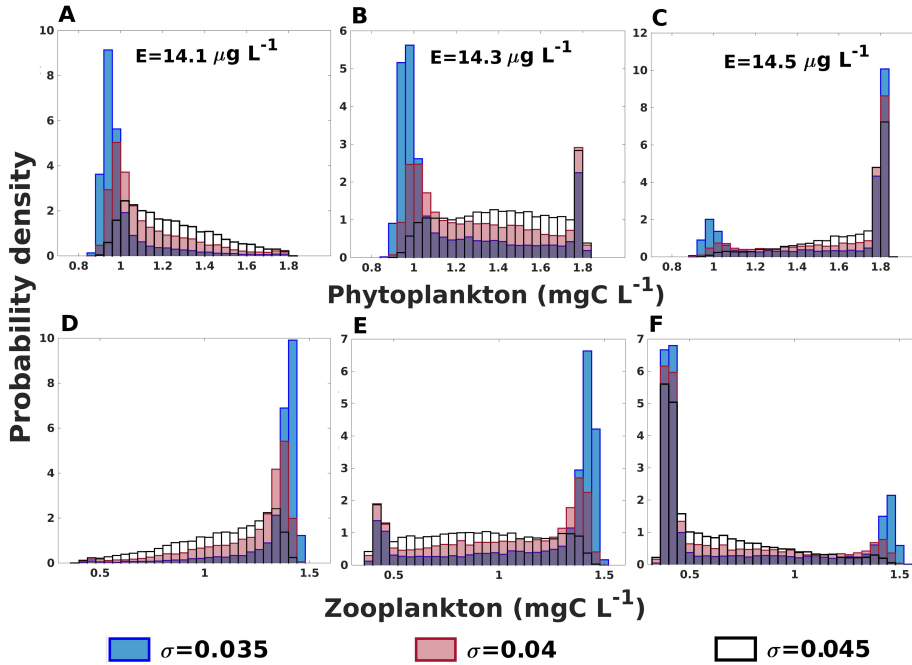 A
B
C
E=14.1 μg L-1
E=14.3 μg L-1
E=14.5 μg L-1
10
8
6
4
2
0
0.8 1 1.2 1.4 1.6 1.8
6
5
4
3
2
1
0
0.8 1 1.2 1.4 1.6 1.8
12
10
8
6
4
2
0
0.8 1 1.2 1.4 1.6 1.8
Phytoplankton (mgC L-1)
Probability density
D
E
F
10
8
6
4
2
0
0.5 1 1.5
7
6
5
4
3
2
1
0
0.5 1 1.5
7
6
5
4
3
2
1
0
0.5 1 1.5
Zooplankton (mgC L-1)
σ=0.035
σ=0.04
σ=0.045